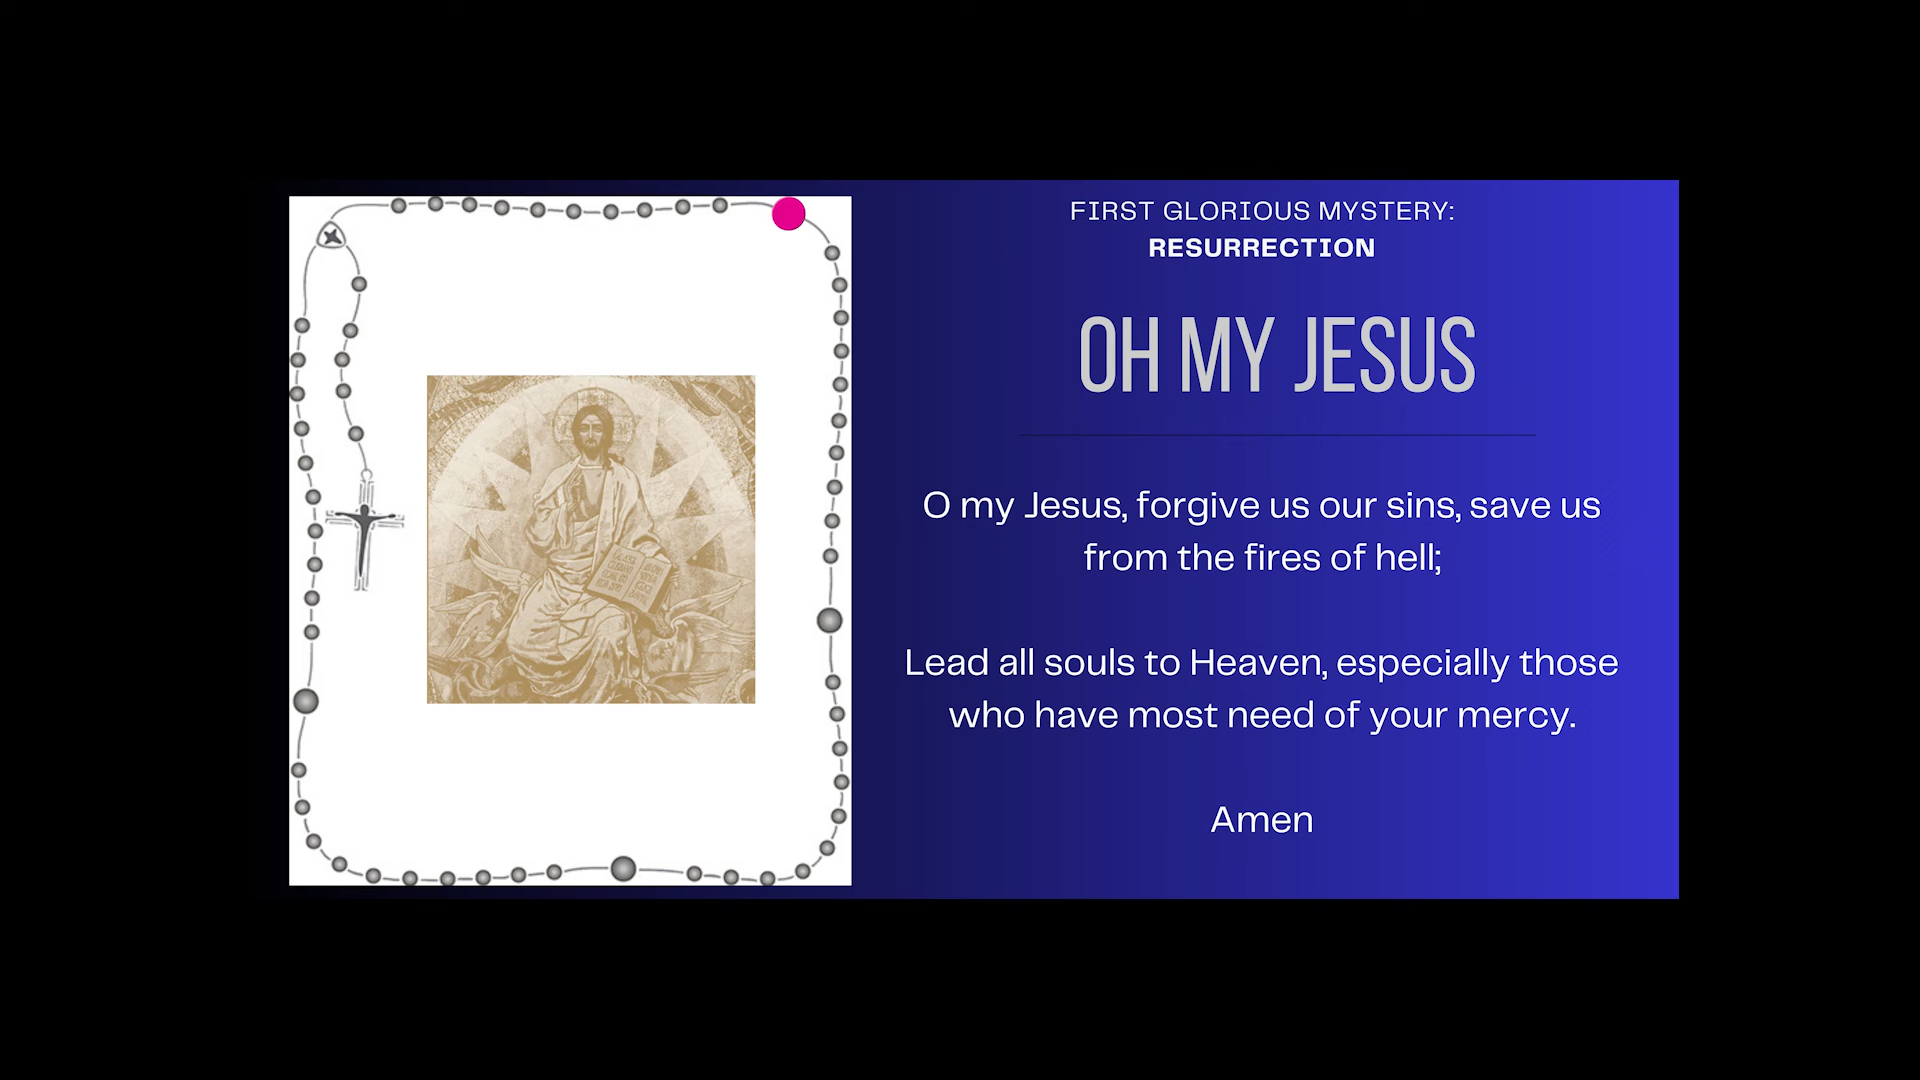 FIRST GLORIOUS MYSTERY:
RESURRECTION
OH MY JESUS
O my Jesus, forgive us our sins, save us
from the fires of hell;
Lead all souls to Heaven, especially those
who have most need of your mercy.
Amen